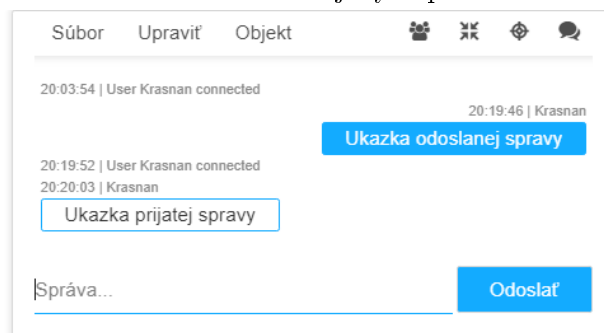 Súbor Upraviť Objekt
20:03:54 | User Krasnan connected
20:19:46 | Krasnan
Ukazka odoslanej spravy
20:19:52 | User Krasnan connected
20:20:03 | Krasnan
Ukazka prijatej spravy
Správa...
Odoslať